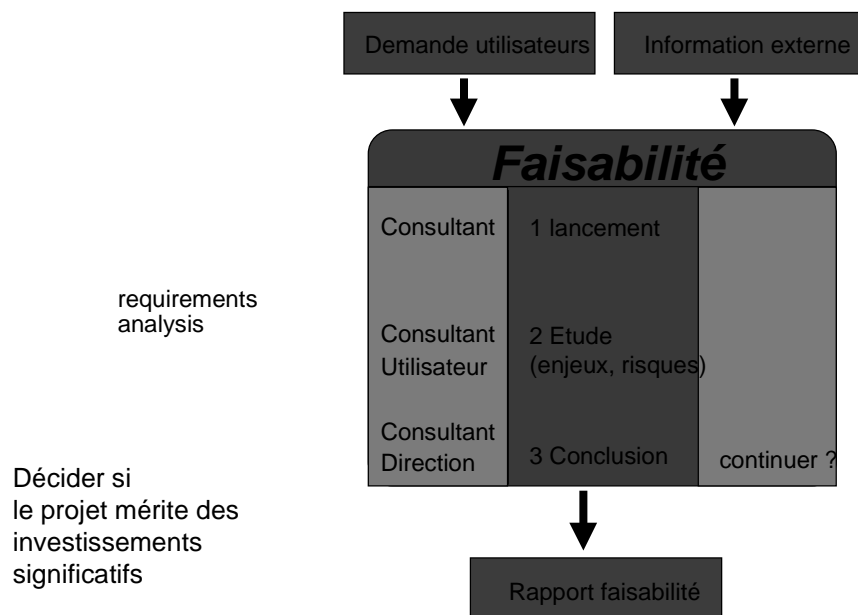 Demande utilisateurs
Information externe
Faisabilité
Consultant
1 lancement
requirements
analysis
Consultant
Utilisateur
2 Etude
(enjeux, risques)
Consultant
Direction
3 Conclusion
continuer ?
Décider si
le projet mérite des
investissements
significatifs
Rapport faisabilité